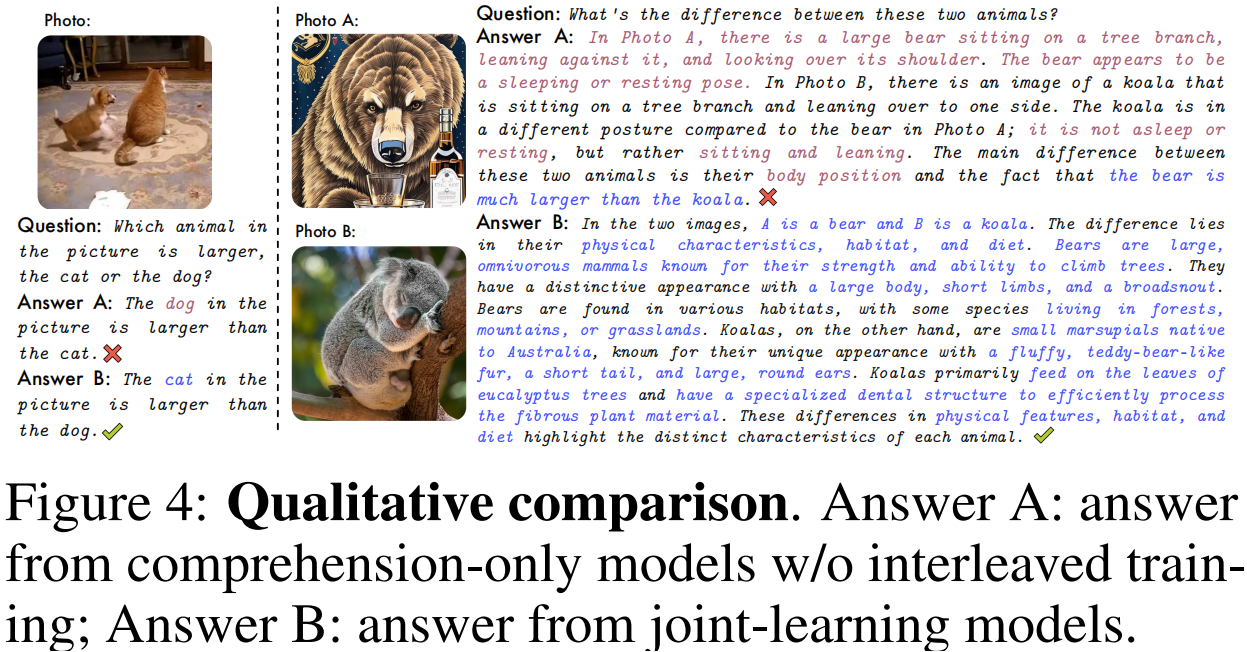 Photo:
Question: Which animal in
the picture is larger,
the cat or the dog?
Answer A: The dog in the
picture is larger than
the cat.
Answer B: The cat in the
picture is larger than
the dog.
Photo A:
Photo B:
Question: What's the difference between these two animals?
Answer A: In Photo A, there is a large bear sitting on a tree branch,
leaning against it, and looking over its shoulder. The bear appears to be
a sleeping or resting pose. In Photo B, there is an image of a koala that
is sitting on a tree branch and leaning over to one side. The koala is in
a different posture compared to the bear in Photo A; it is not asleep or
resting, but rather sitting and leaning. The main difference between
these two animals is their body position and the fact that the bear is
much larger than the koala.
Answer B: In the two images, A is a bear and B is a koala. The difference lies
in their physical characteristics, habitat, and diet. Bears are large,
omnivorous mammals known for their strength and ability to climb trees. They
have a distinctive appearance with a large body, short limbs, and a broadsnout.
Bears are found in various habitats, with some species living in forests,
mountains, or grasslands. Koalas, on the other hand, are small marsupials native
to Australia, known for their unique appearance with a fluffy, teddy-bear-like
fur, a short tail, and large, round ears. Koalas primarily feed on the leaves of
eucalyptus trees and have a specialized dental structure to efficiently process
the fibrous plant material. These differences in physical features, habitat, and
diet highlight the distinct characteristics of each animal.
Figure 4: Qualitative comparison. Answer A: answer
from comprehension-only models w/o interleaved train-
ing; Answer B: answer from joint-learning models.